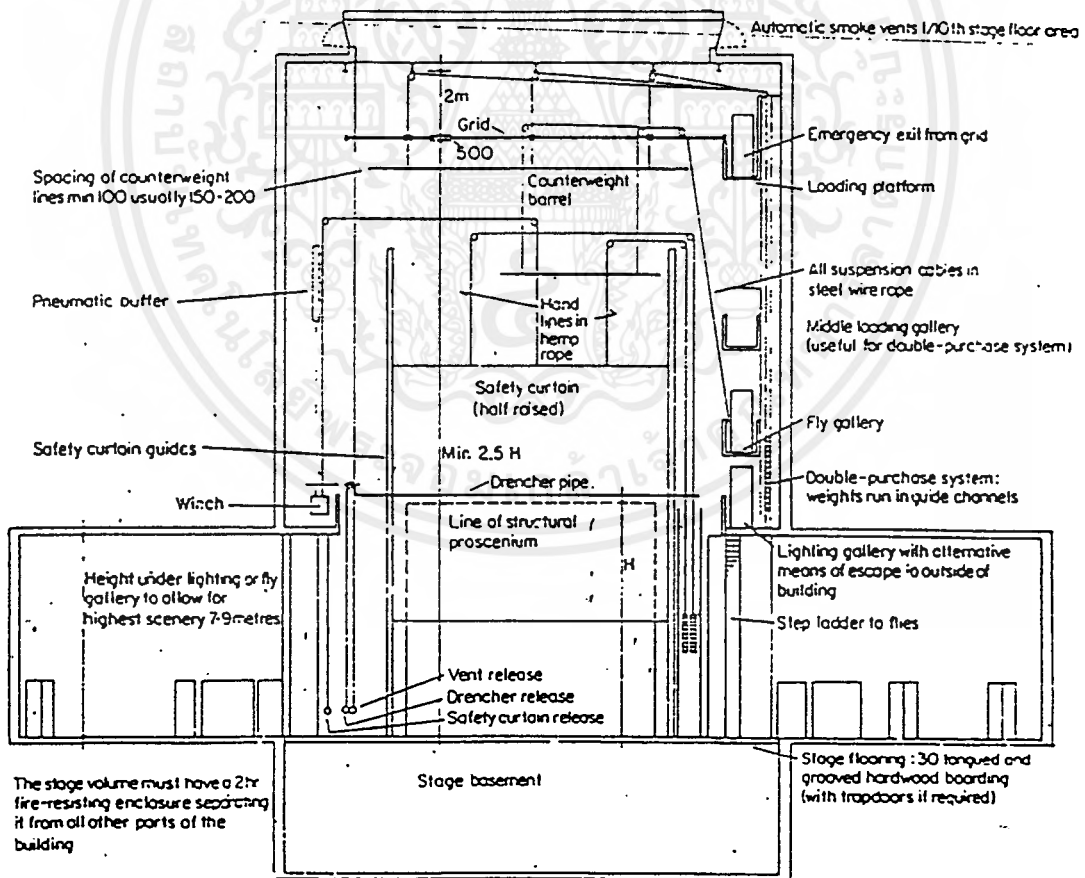 Automatic smoke vents 1/10th stage floor area
2m
Grid
500
Emergency exit from grid
Spacing of counterweight
lines min 100 usually 150-200
Counterweight
barrel
Loading platform
Pneumatic buffer
Hand
lines in
hemp
rope
All suspension cables in
steel wire rope
Middle loading gallery
(useful for double-purchase system)
Safety curtain
(half raised)
Fly gallery
Safety curtain guides
Min. 2.5 H
Drencher pipe.
Double-purchase system:
weights run in guide channels
Winch
Line of structural
proscenium
H
Lighting gallery with alternative
means of escape to outside of
building
Height under lighting or fly
gallery to allow for
highest scenery 7-9metres
Step ladder to flies
Vent release
Drencher release
Safety curtain release
Stage basement
Stage flooring : 30 tongued and
grooved hardwood boarding
(with trapdoors if required)
The stage volume must have a 2hr
fire-resisting enclosure separating
it from all other parts of the
building